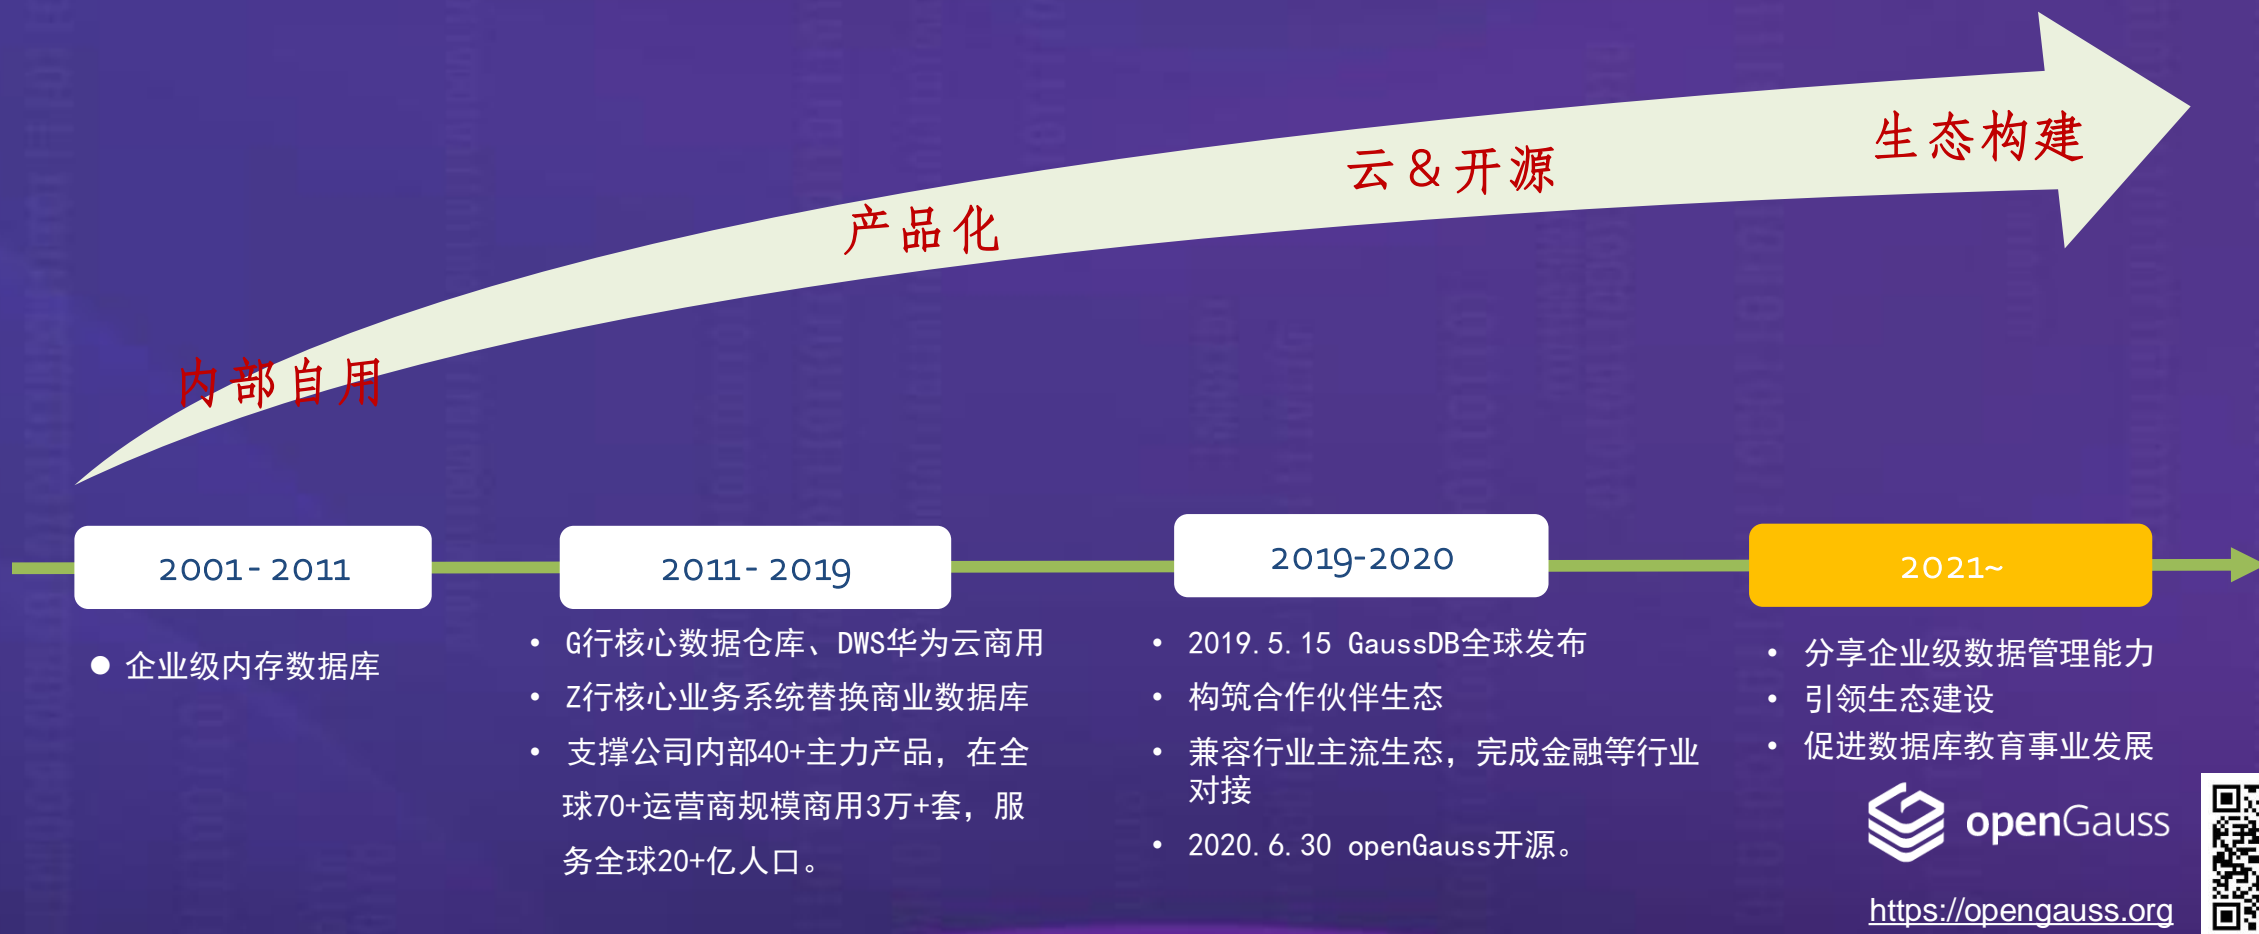 生态构建
云&开源
产品化
内部自用
2001-2011
2011-2019
2019-2020
2021~
● 企业级内存数据库
• G行核心数据仓库、DWS华为云商用
• Z行核心业务系统替换商业数据库
• 支撑公司内部40+主力产品，在全
球70+运营商规模商用3万+套，服
务全球20+亿人口。
• 2019.5.15 GaussDB全球发布
• 构筑合作伙伴生态
• 兼容行业主流生态，完成金融等行业
对接
• 2020.6.30 openGauss开源。
• 分享企业级数据管理能力
• 引领生态建设
• 促进数据库教育事业发展
openGauss
https://opengauss.org